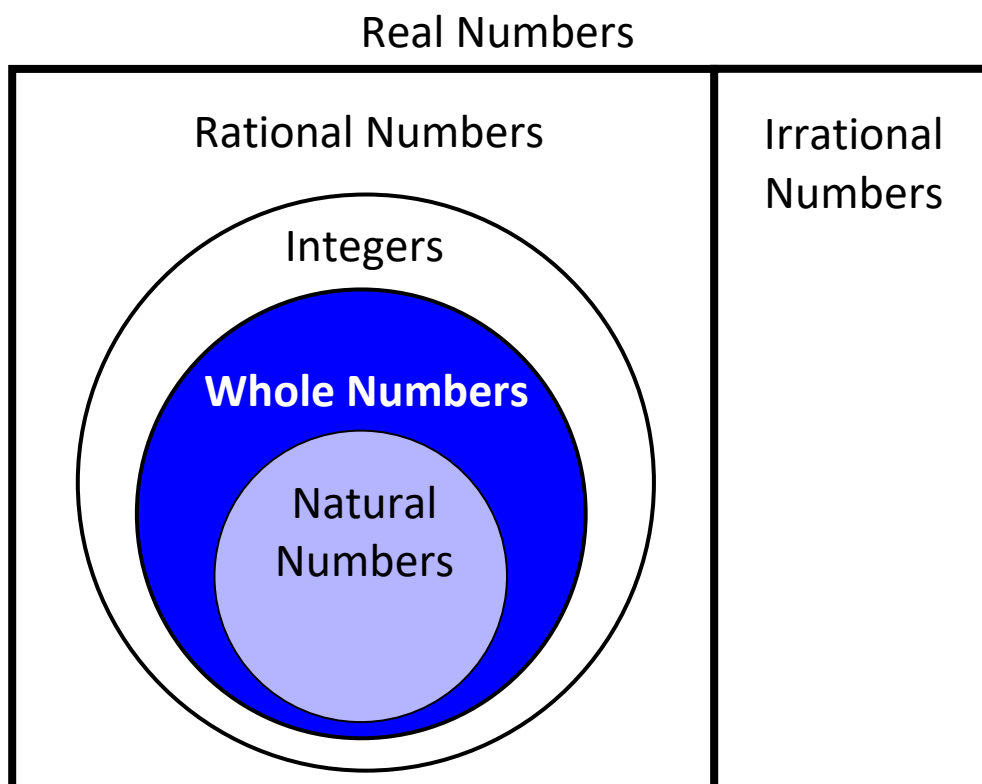 Real Numbers
Rational Numbers
Irrational
Numbers
Integers
Whole Numbers
Natural
Numbers